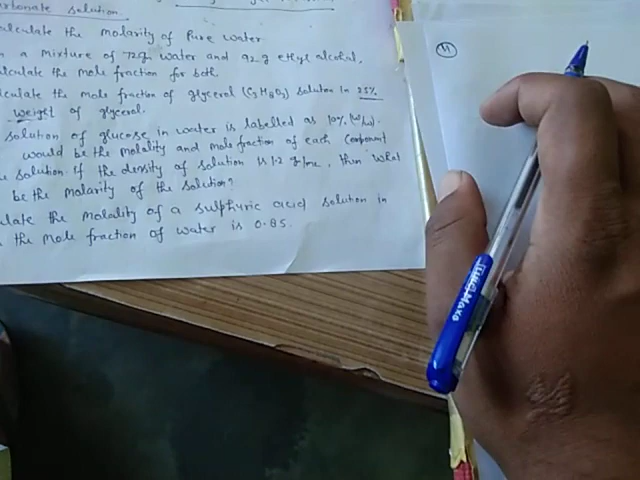 arbonate solution.
alculate the molarity of Pure water
n a mixture of 72g water and 92g ethyl alcohol,
alculate the mole fraction for both.
culate the mole fraction of glycerol (C3H8O3) solution in 25%
weight of glycerol.
solution of glucose in water is labelled as 10% (w/w).
would be the molality and mole fraction of each Component
solution if the density of solution is 1.2 g/mL, then what
be the molarity of the solution?
ulate the molality of a sulphyric acid solution in
the mole fraction of water is 0.85.
Maxo